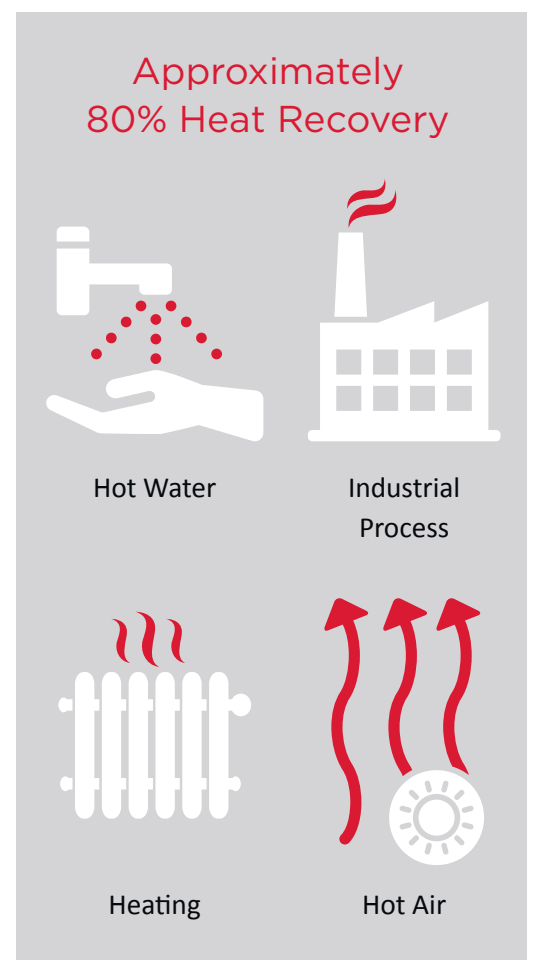 Approximately
80% Heat Recovery
Hot Water
Industrial
Process
Heating
Hot Air